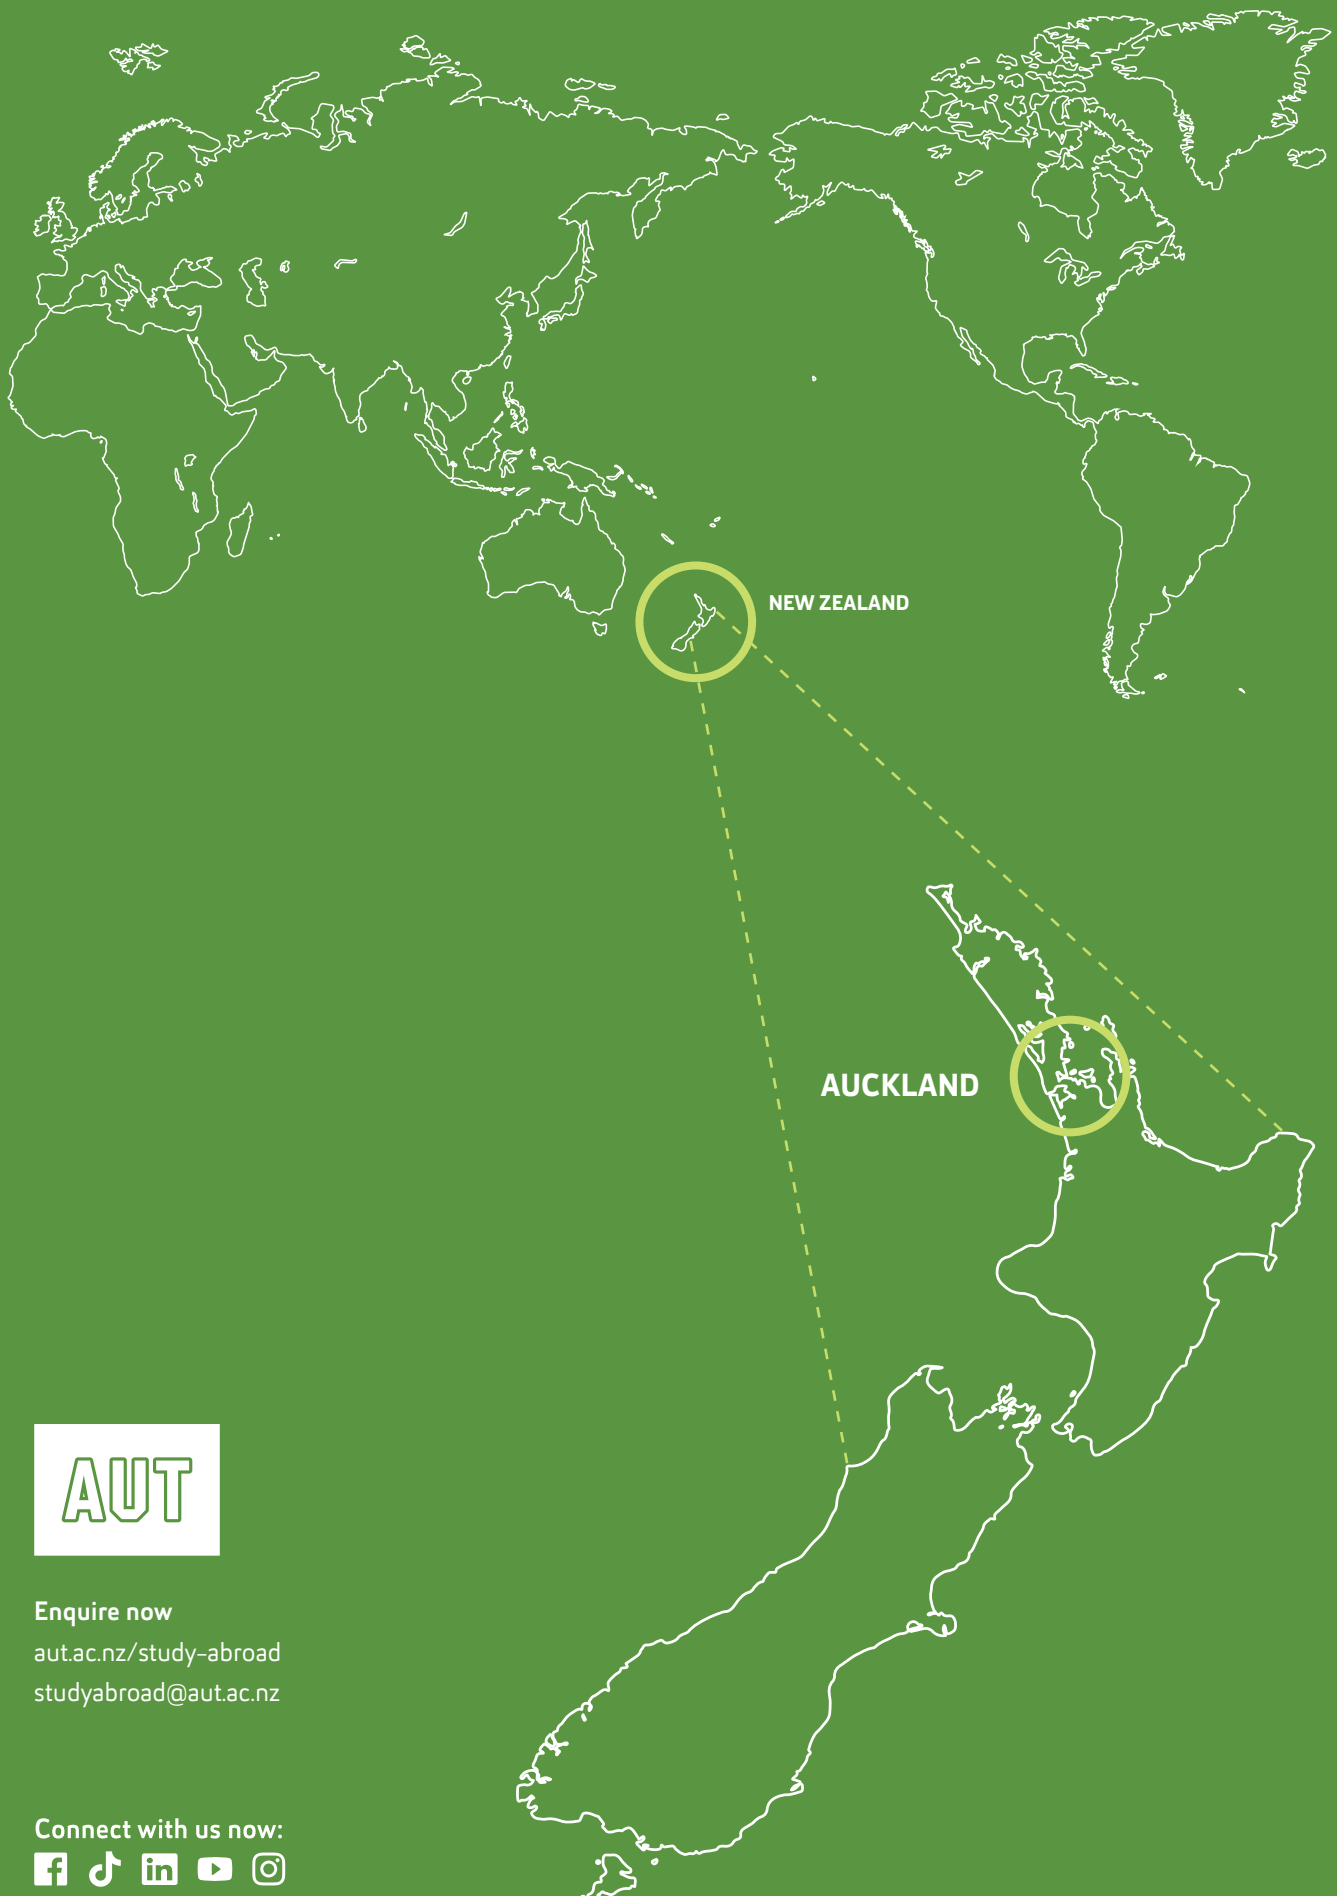 NEW ZEALAND
AUCKLAND
AUT
Enquire now
aut.ac.nz/study-abroad
studyabroad@aut.ac.nz
Connect with us now: